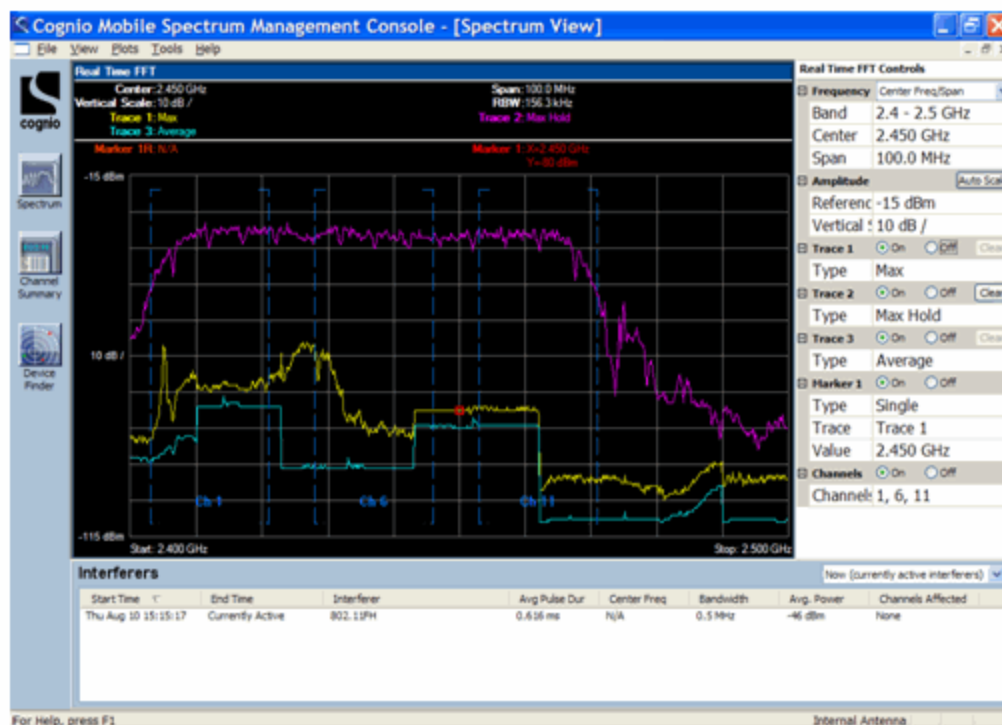 Cognio Mobile Spectrum Management Console - [Spectrum View]
File View Plots Tools Help
cognio
Spectrum
Channel
Summary
Device
Finder
Real Time FFT
Center: 2.450 GHz Span: 100.0 MHz
Vertical Scale: 10 dB / RBW: 156.3 kHz
Trace 1: Max Trace 2: Max Hold
Trace 3: Average
Marker 1R: N/A Marker 1: X=2.450 GHz
Y=-80 dBm
-15 dBm
10 dB /
-115 dBm
Ch 1 Ch 6 Ch 11
Start: 2.400 GHz Stop: 2.500 GHz
Real Time FFT Controls
Frequency Center Freq/Span
Band 2.4 - 2.5 GHz
Center 2.450 GHz
Span 100.0 MHz
Amplitude Auto Scal
Referenc -15 dBm
Vertical S 10 dB /
Trace 1 On Off Clear
Type Max
Trace 2 On Off Clear
Type Max Hold
Trace 3 On Off Clear
Type Average
Marker 1 On Off
Type Single
Trace Trace 1
Value 2.450 GHz
Channels On Off
Channels 1, 6, 11
Interferers Now (currently active interferers)
Start Time End Time Interferer Avg Pulse Dur Center Freq Bandwidth Avg. Power Channels Affected
Thu Aug 10 15:15:17 Currently Active 802.11FH 0.616 ms N/A 0.5 MHz -46 dBm None
For Help, press F1 Internal Antenna